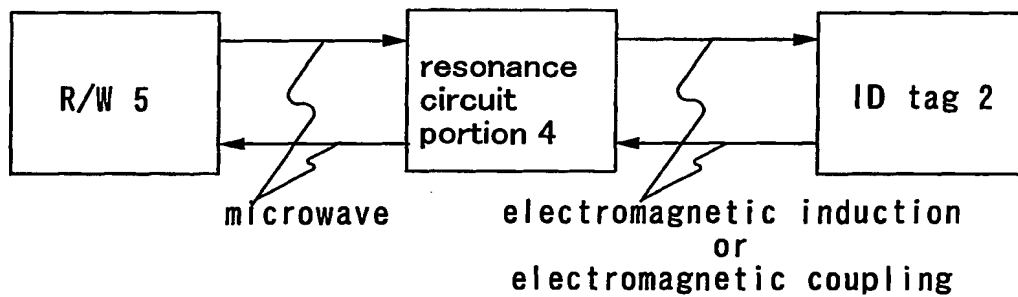 R/W 5
resonance
circuit
portion 4
ID tag 2
microwave
electromagnetic induction
or
electromagnetic coupling